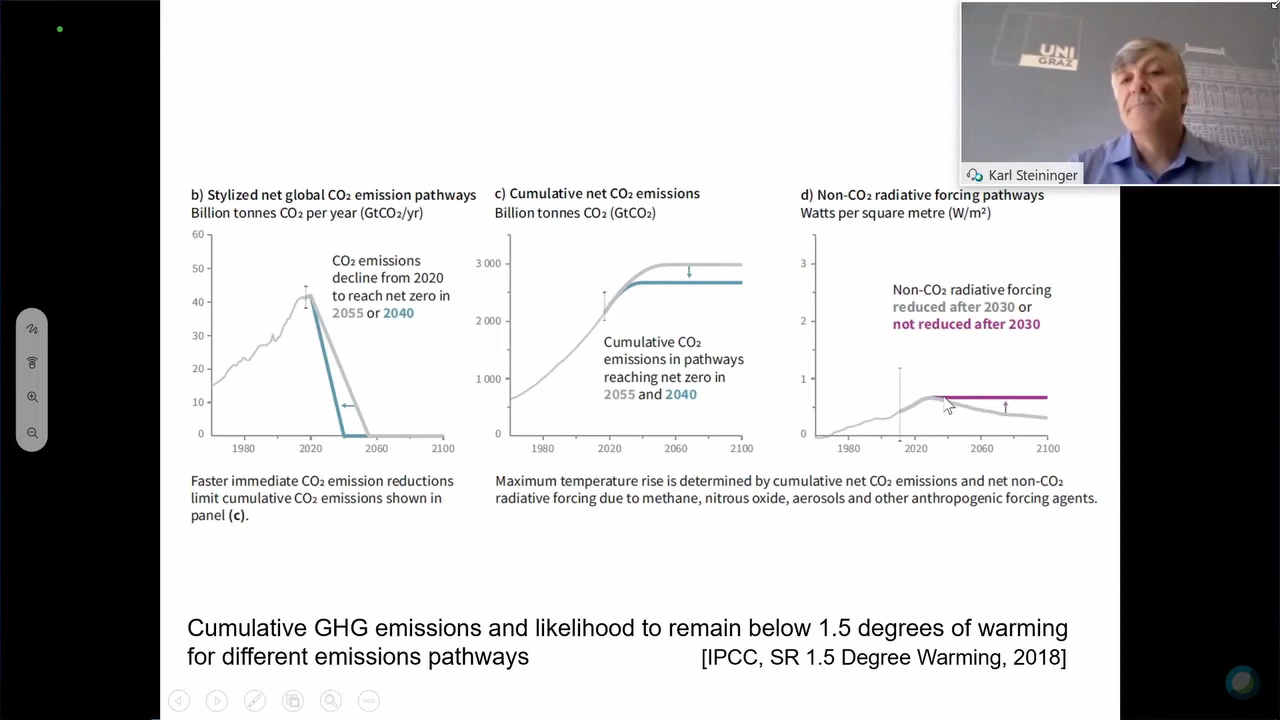 UNI
GRAZ
Karl Steininger
b) Stylized net global CO₂ emission pathways
Billion tonnes CO₂ per year (GtCO₂/yr)
60
50
40
30
20
10
0
1980
2020
2060
2100
CO₂ emissions
decline from 2020
to reach net zero in
2055 or 2040
Faster immediate CO₂ emission reductions
limit cumulative CO₂ emissions shown in
panel (c).
c) Cumulative net CO₂ emissions
Billion tonnes CO₂ (GtCO₂)
3 000
2 000
1 000
0
1980
2020
2060
2100
Cumulative CO₂
emissions in pathways
reaching net zero in
2055 and 2040
d) Non-CO₂ radiative forcing pathways
Watts per square metre (W/m²)
3
2
1
0
1980
2020
2060
2100
Non-CO₂ radiative forcing
reduced after 2030 or
not reduced after 2030
Maximum temperature rise is determined by cumulative net CO₂ emissions and net non-CO₂
radiative forcing due to methane, nitrous oxide, aerosols and other anthropogenic forcing agents.
Cumulative GHG emissions and likelihood to remain below 1.5 degrees of warming
for different emissions pathways [IPCC, SR 1.5 Degree Warming, 2018]